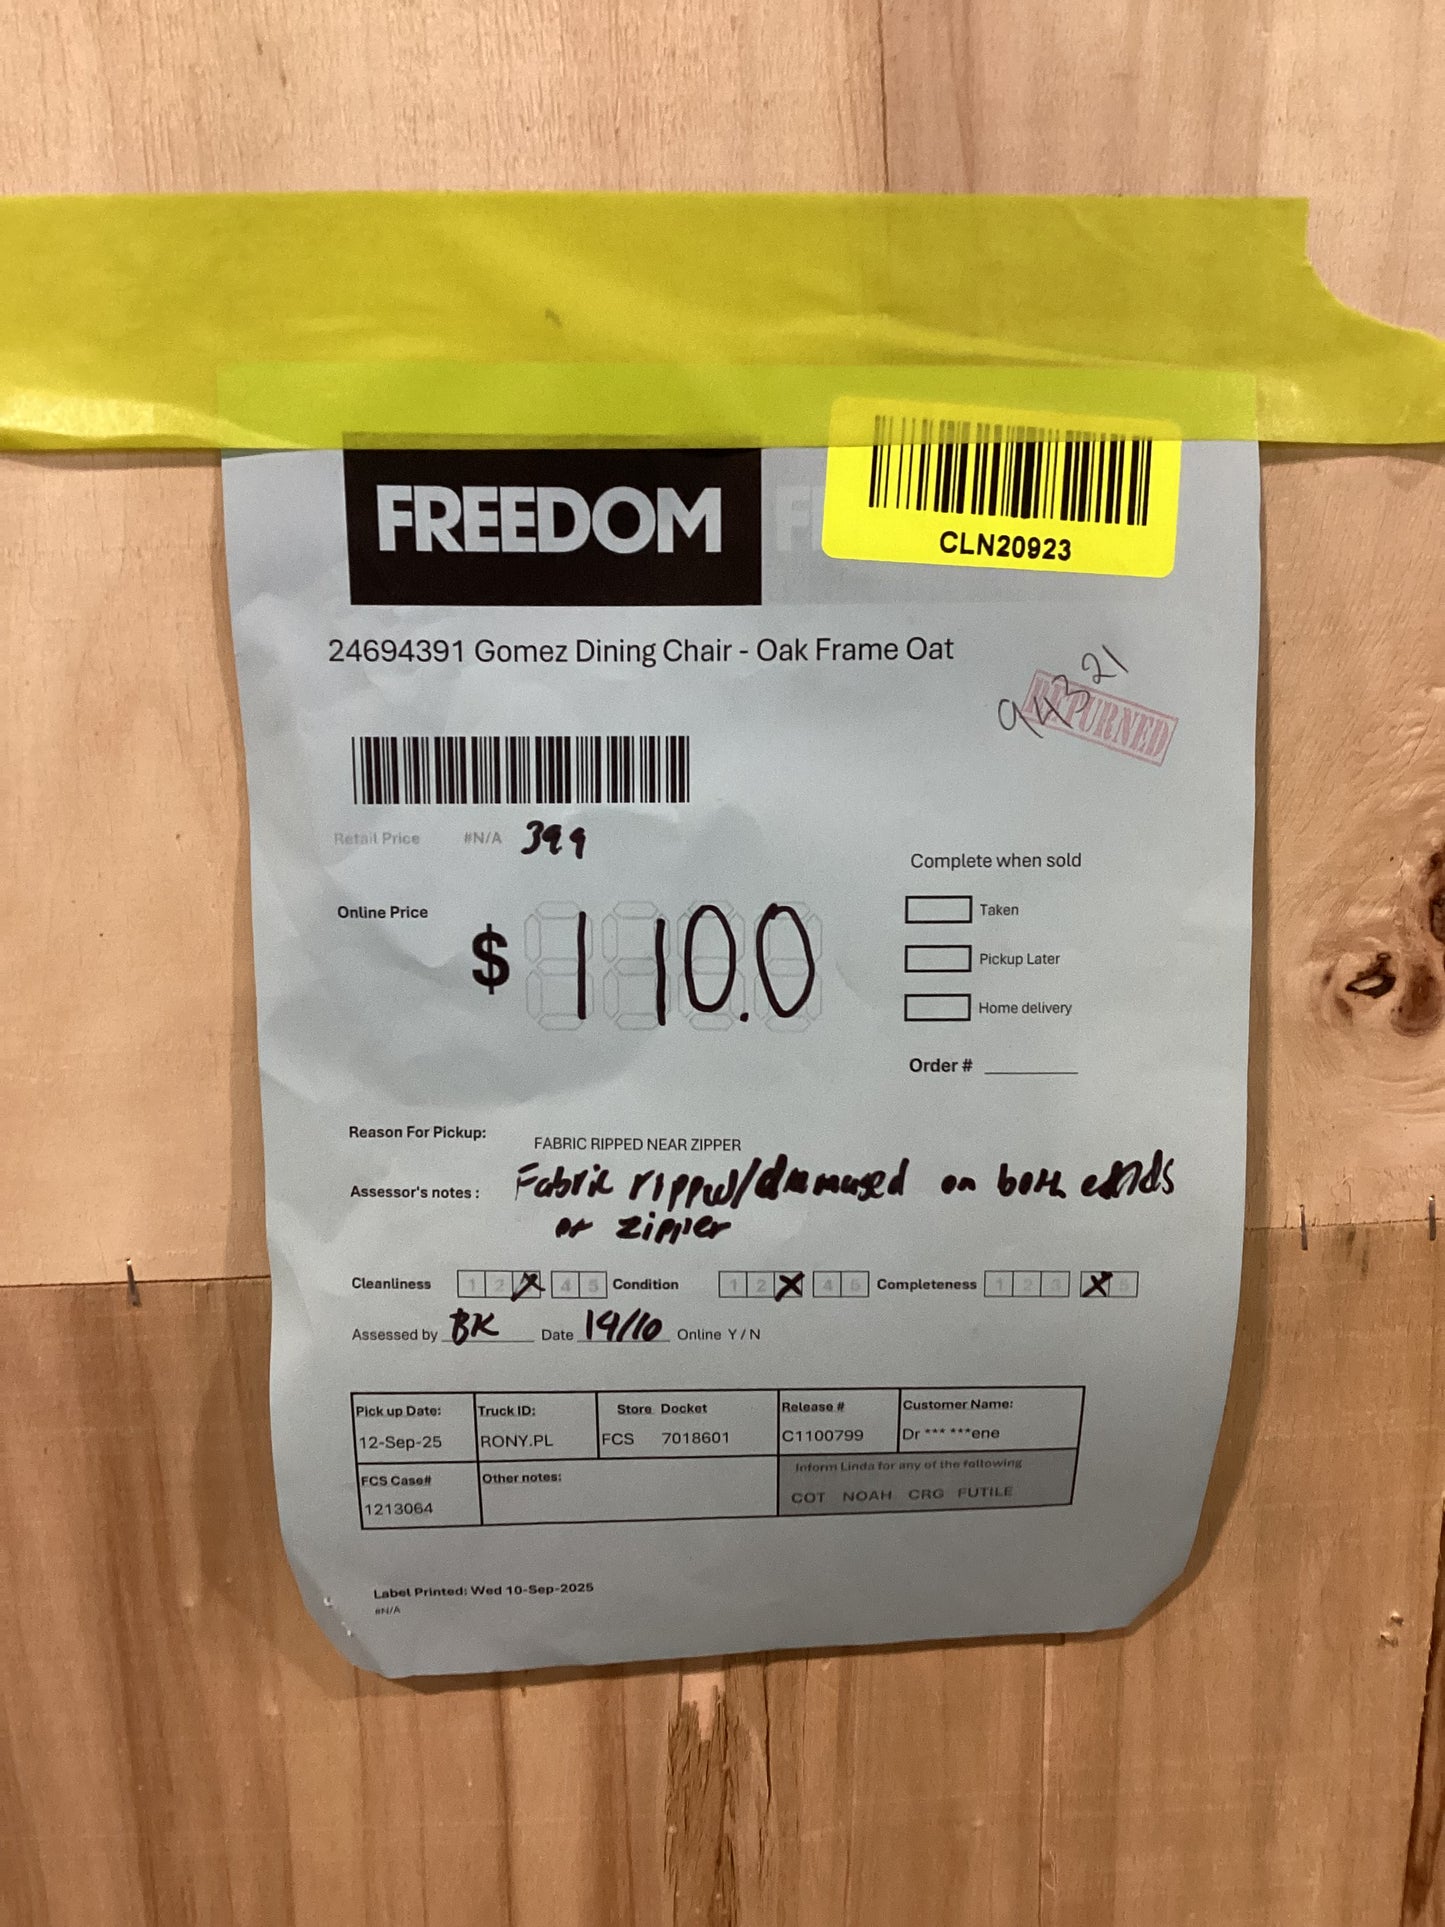 FREEDOM
CLN20923
24694391 Gomez Dining Chair - Oak Frame Oat
94321
RETURNED
Retail Price #N/A 399
Online Price
$ 110.0
Complete when sold
Taken
Pickup Later
Home delivery
Order #
Reason For Pickup: FABRIC RIPPED NEAR ZIPPER
Assessor's notes : Fabric ripped/damaged on both ends
of zipper
Cleanliness 1 2 4 5 Condition 1 2 4 5 Completeness 1 2 3 5
Assessed by BK Date 19/10 Online Y / N
Pick up Date: Truck ID: Store Docket Release # Customer Name:
12-Sep-25 RONY.PL FCS 7018601 C1100799 Dr *** ***ene
FCS Case# Other notes: Inform Linda for any of the following
1213064 COT NOAH CRG FUTILE
Label Printed: Wed 10-Sep-2025
#N/A